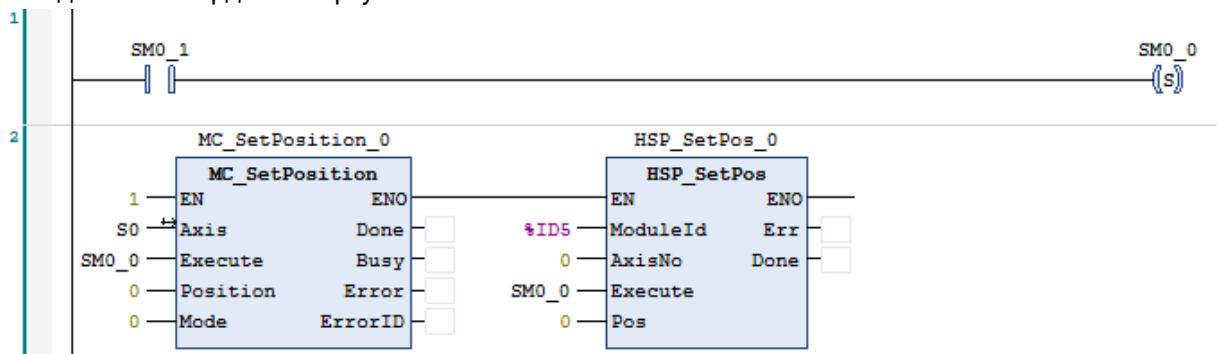 1
SM0_1 SM0_0
(S)
2
MC_SetPosition_0 HSP_SetPos_0
MC_SetPosition HSP_SetPos
1 EN ENO EN ENO
S0 Axis Done %ID5 ModuleId Err
SM0_0 Execute Busy 0 AxisNo Done
0 Position Error SM0_0 Execute
0 Mode ErrorID 0 Pos